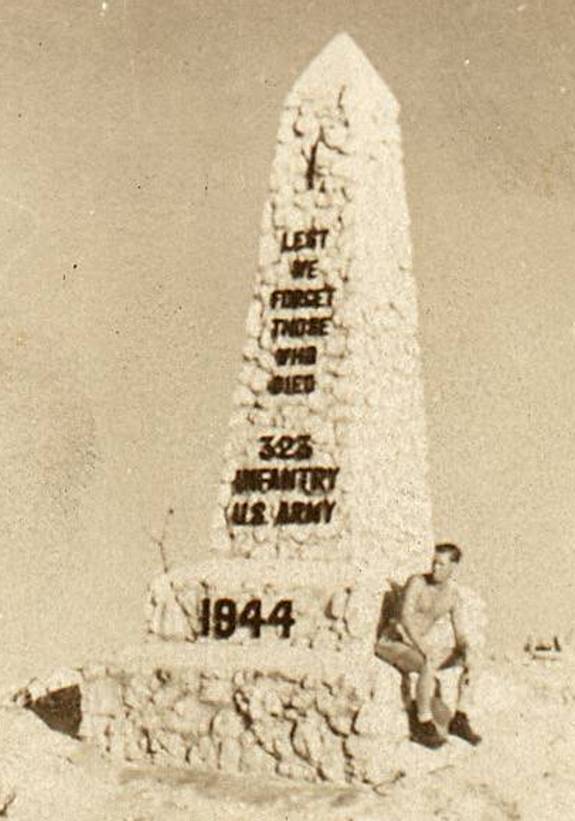 LEST
WE
FORGET
THOSE
WHO
DIED
323
INFANTRY
U.S. ARMY
1944